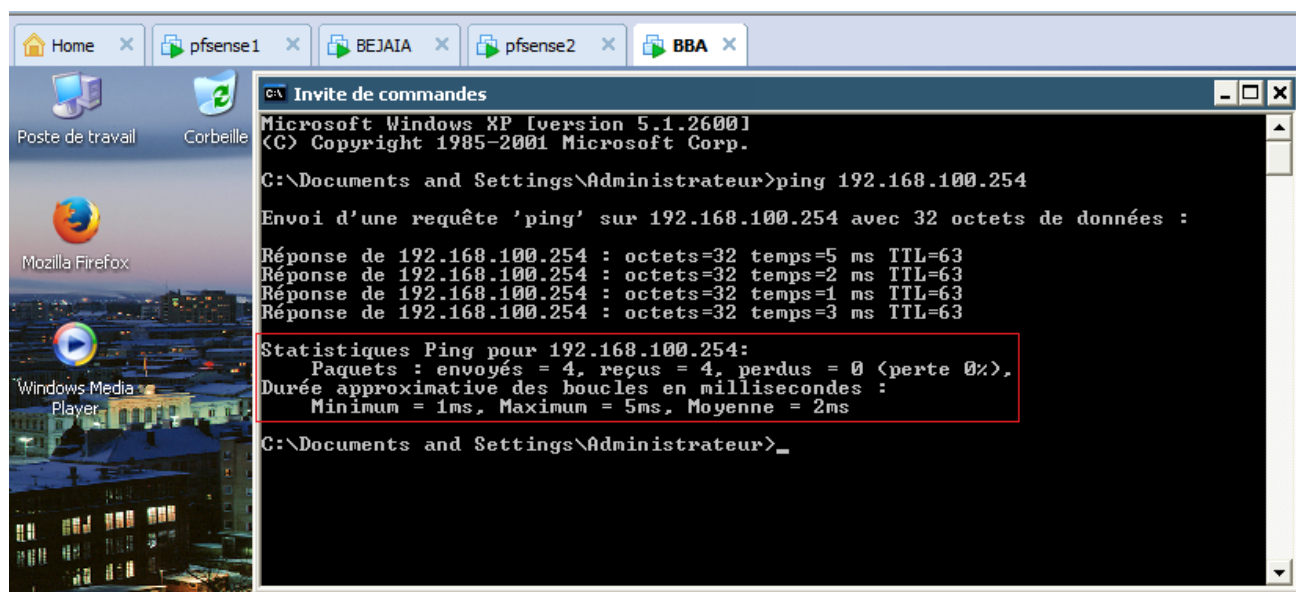 Home
pfsense1
BEJAIA
pfsense2
BBA
Poste de travail
Corbeille
Mozilla Firefox
Windows Media
Player
Invite de commandes
Microsoft Windows XP [version 5.1.2600]
(C) Copyright 1985-2001 Microsoft Corp.
C:\Documents and Settings\Administrateur>ping 192.168.100.254
Envoi d'une requête 'ping' sur 192.168.100.254 avec 32 octets de données :
Réponse de 192.168.100.254 : octets=32 temps=5 ms TTL=63
Réponse de 192.168.100.254 : octets=32 temps=2 ms TTL=63
Réponse de 192.168.100.254 : octets=32 temps=1 ms TTL=63
Réponse de 192.168.100.254 : octets=32 temps=3 ms TTL=63
Statistiques Ping pour 192.168.100.254:
Paquets : envoyés = 4, reçus = 4, perdus = 0 (perte 0%),
Durée approximative des boucles en millisecondes :
Minimum = 1ms, Maximum = 5ms, Moyenne = 2ms
C:\Documents and Settings\Administrateur>_